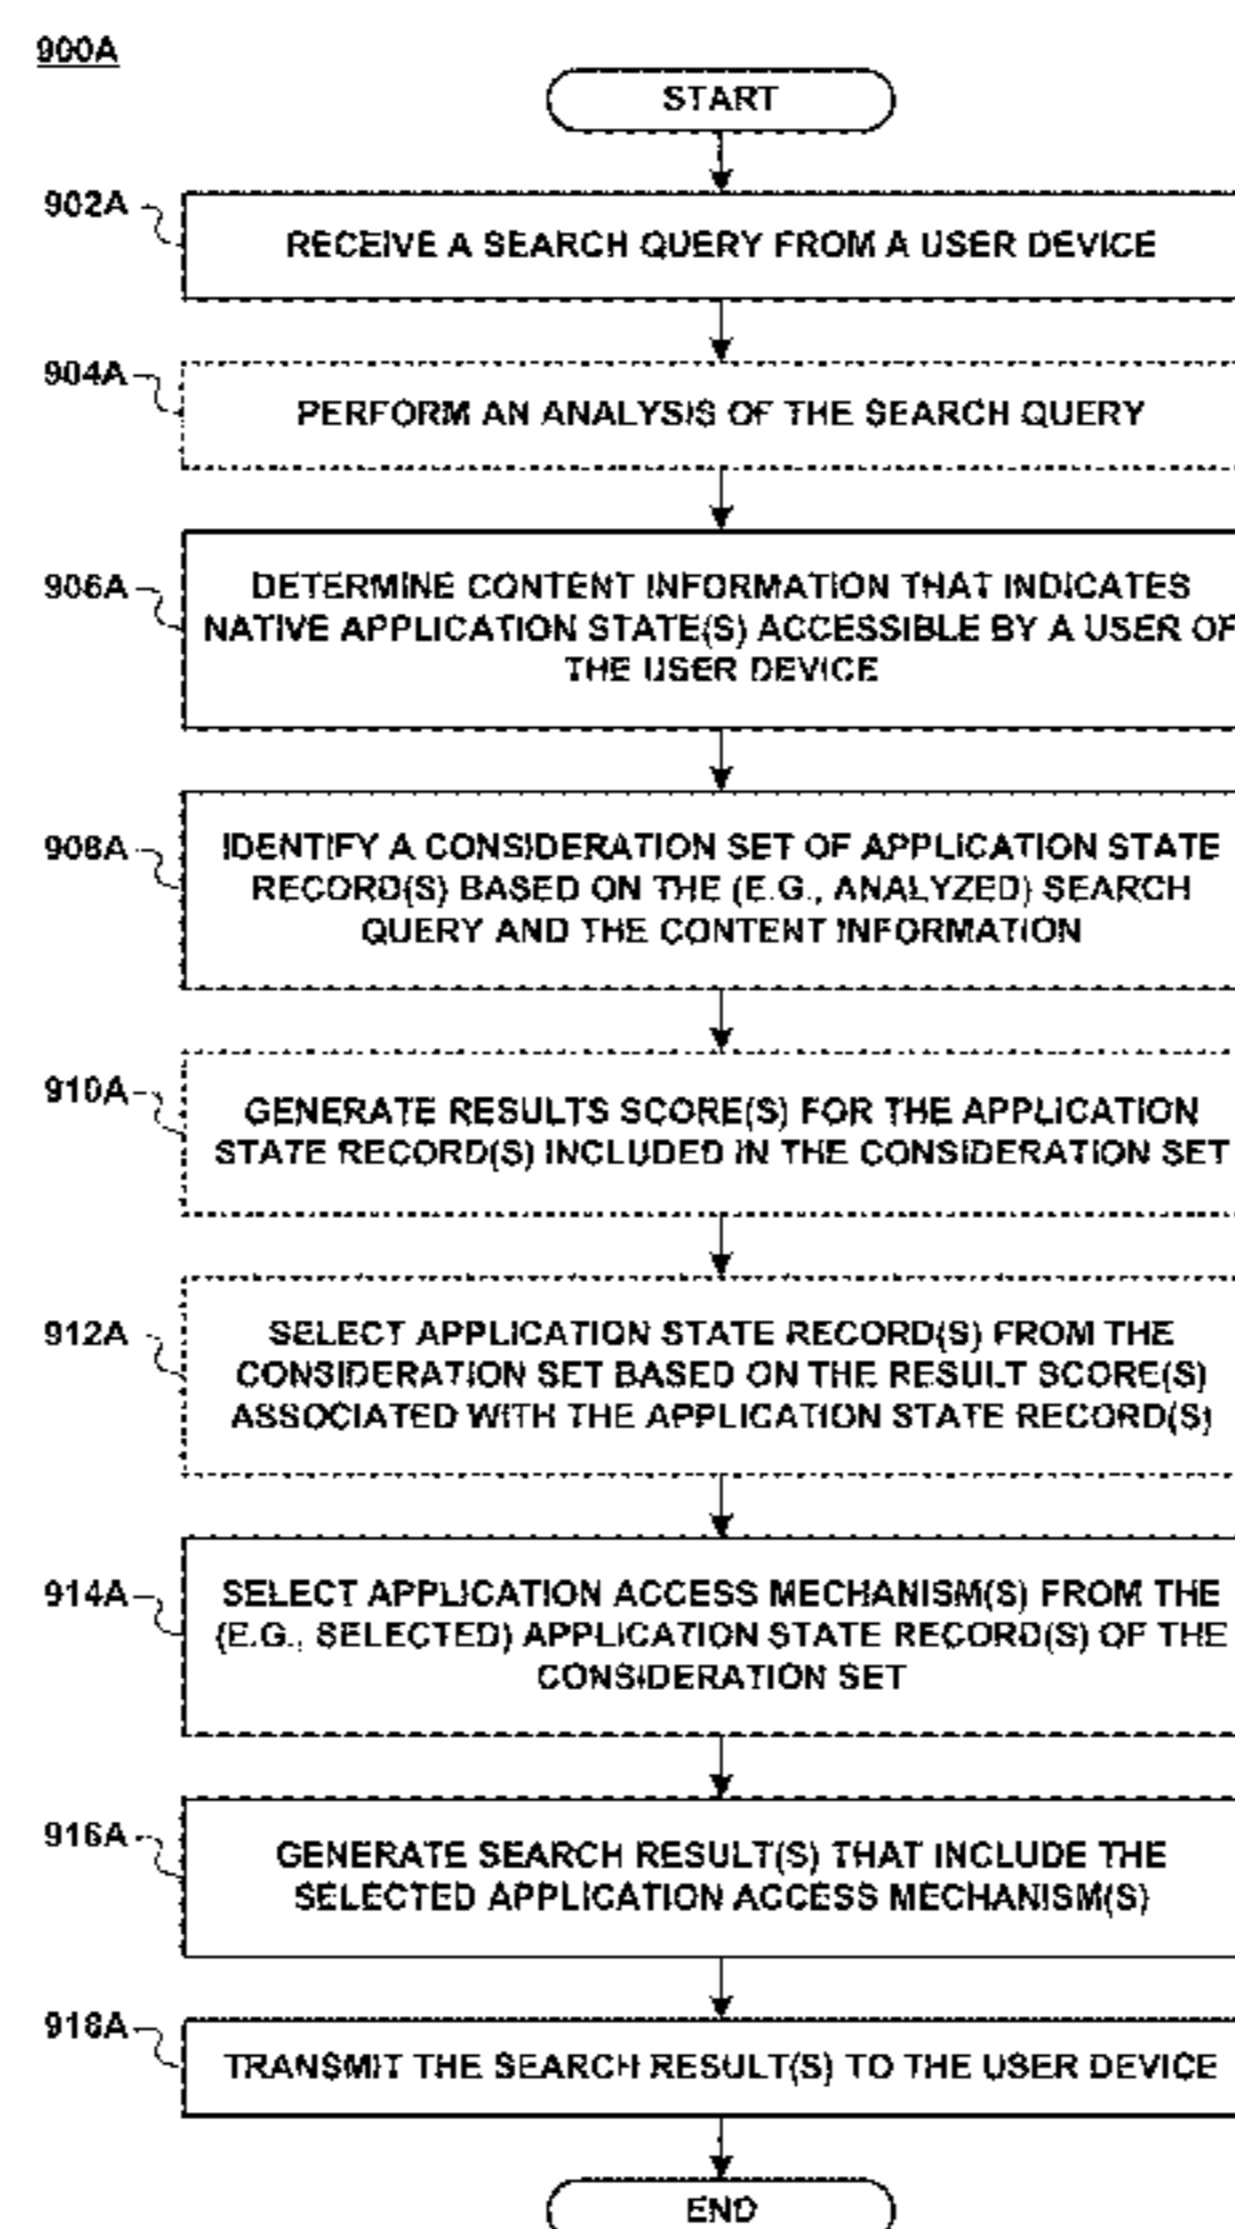 900A
START
902A
RECEIVE A SEARCH QUERY FROM A USER DEVICE
904A
PERFORM AN ANALYSIS OF THE SEARCH QUERY
906A
DETERMINE CONTENT INFORMATION THAT INDICATES
NATIVE APPLICATION STATE(S) ACCESSIBLE BY A USER OF
THE USER DEVICE
908A
IDENTIFY A CONSIDERATION SET OF APPLICATION STATE
RECORD(S) BASED ON THE (E.G., ANALYZED) SEARCH
QUERY AND THE CONTENT INFORMATION
910A
GENERATE RESULTS SCORE(S) FOR THE APPLICATION
STATE RECORD(S) INCLUDED IN THE CONSIDERATION SET
912A
SELECT APPLICATION STATE RECORD(S) FROM THE
CONSIDERATION SET BASED ON THE RESULT SCORE(S)
ASSOCIATED WITH THE APPLICATION STATE RECORD(S)
914A
SELECT APPLICATION ACCESS MECHANISM(S) FROM THE
(E.G., SELECTED) APPLICATION STATE RECORD(S) OF THE
CONSIDERATION SET
916A
GENERATE SEARCH RESULT(S) THAT INCLUDE THE
SELECTED APPLICATION ACCESS MECHANISM(S)
918A
TRANSMIT THE SEARCH RESULT(S) TO THE USER DEVICE
END